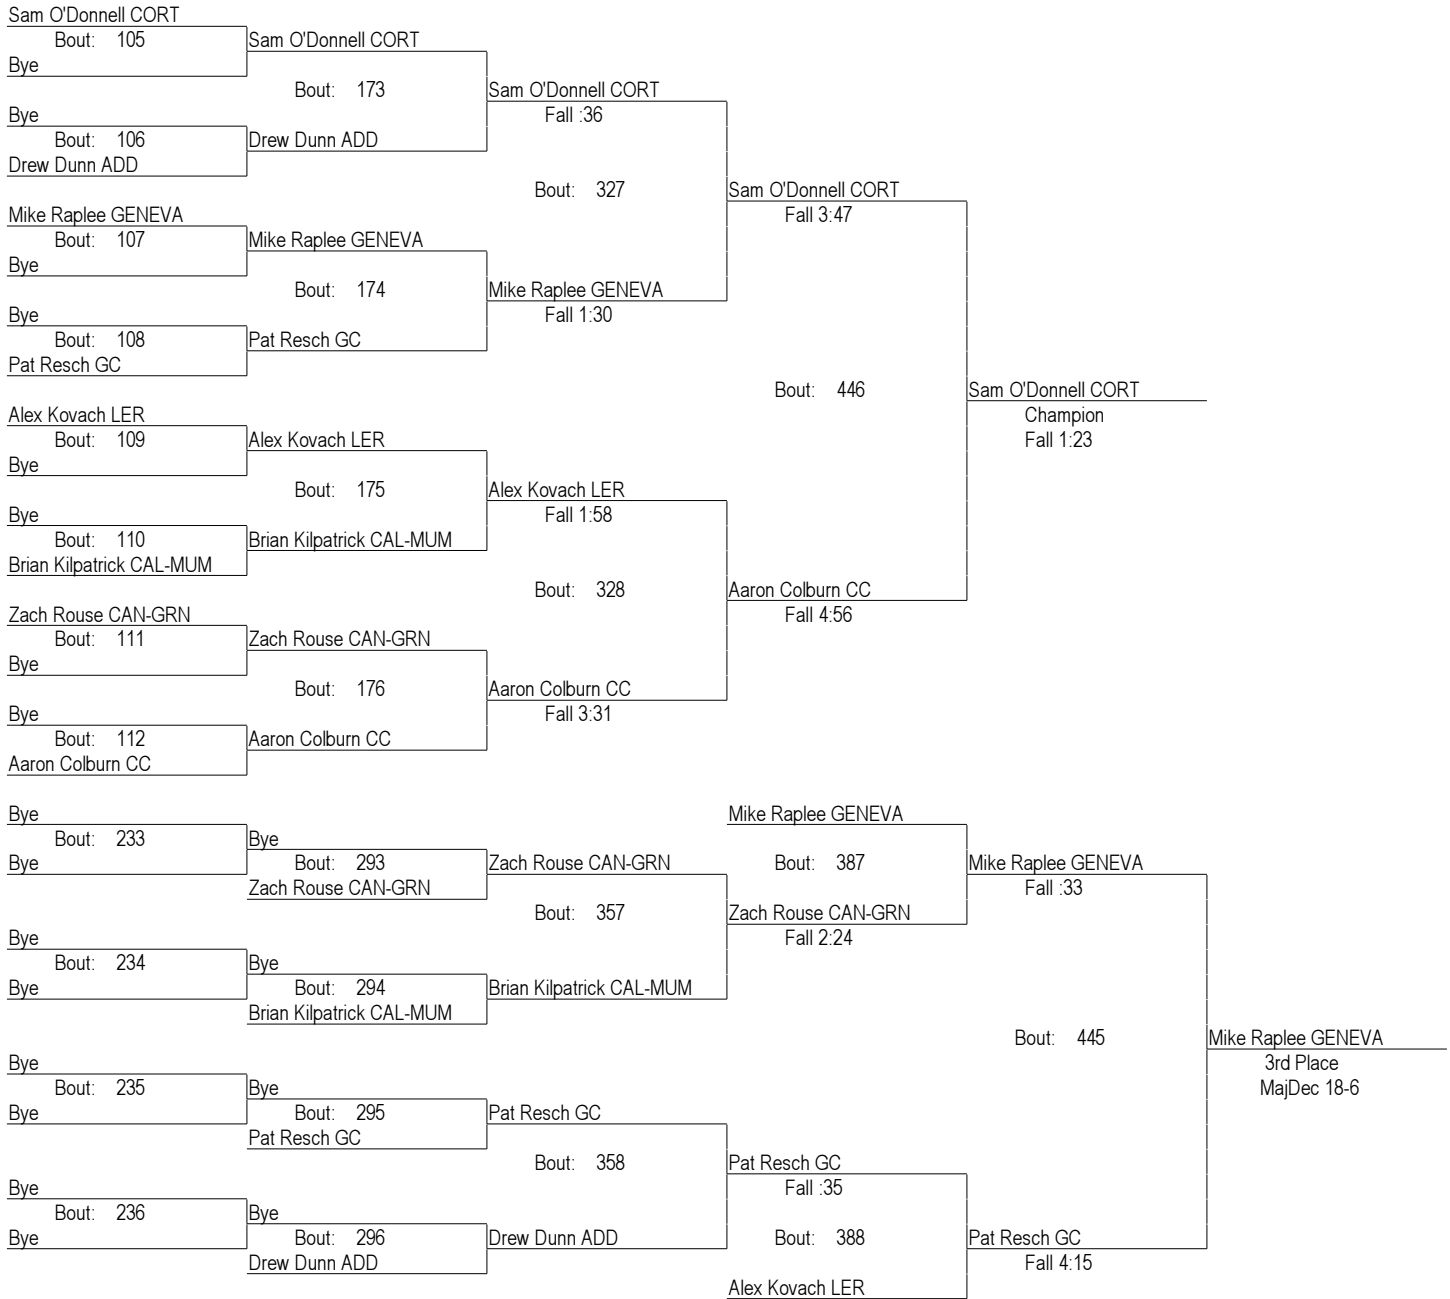 Sam O'Donnell CORT
Bout: 105
Sam O'Donnell CORT
Bye
Bout: 173
Sam O'Donnell CORT
Bye
Fall :36
Bout: 106
Drew Dunn ADD
Drew Dunn ADD
Bout: 327
Sam O'Donnell CORT
Mike Raplee GENEVA
Fall 3:47
Bout: 107
Mike Raplee GENEVA
Bye
Bout: 174
Mike Raplee GENEVA
Bye
Fall 1:30
Bout: 108
Pat Resch GC
Pat Resch GC
Bout: 446
Sam O'Donnell CORT
Alex Kovach LER
Champion
Bout: 109
Alex Kovach LER
Fall 1:23
Bye
Bout: 175
Alex Kovach LER
Bye
Fall 1:58
Bout: 110
Brian Kilpatrick CAL-MUM
Brian Kilpatrick CAL-MUM
Bout: 328
Aaron Colburn CC
Zach Rouse CAN-GRN
Fall 4:56
Bout: 111
Zach Rouse CAN-GRN
Bye
Bout: 176
Aaron Colburn CC
Bye
Fall 3:31
Bout: 112
Aaron Colburn CC
Aaron Colburn CC
Bye
Mike Raplee GENEVA
Bout: 233
Bye
Bye
Bout: 293
Zach Rouse CAN-GRN
Bout: 387
Mike Raplee GENEVA
Zach Rouse CAN-GRN
Fall :33
Bout: 357
Zach Rouse CAN-GRN
Bye
Fall 2:24
Bout: 234
Bye
Bye
Bout: 294
Brian Kilpatrick CAL-MUM
Brian Kilpatrick CAL-MUM
Bout: 445
Mike Raplee GENEVA
Bye
3rd Place
Bout: 235
Bye
MajDec 18-6
Bye
Bout: 295
Pat Resch GC
Pat Resch GC
Bout: 358
Pat Resch GC
Bye
Fall :35
Bout: 236
Bye
Bye
Bout: 296
Drew Dunn ADD
Bout: 388
Pat Resch GC
Drew Dunn ADD
Fall 4:15
Alex Kovach LER